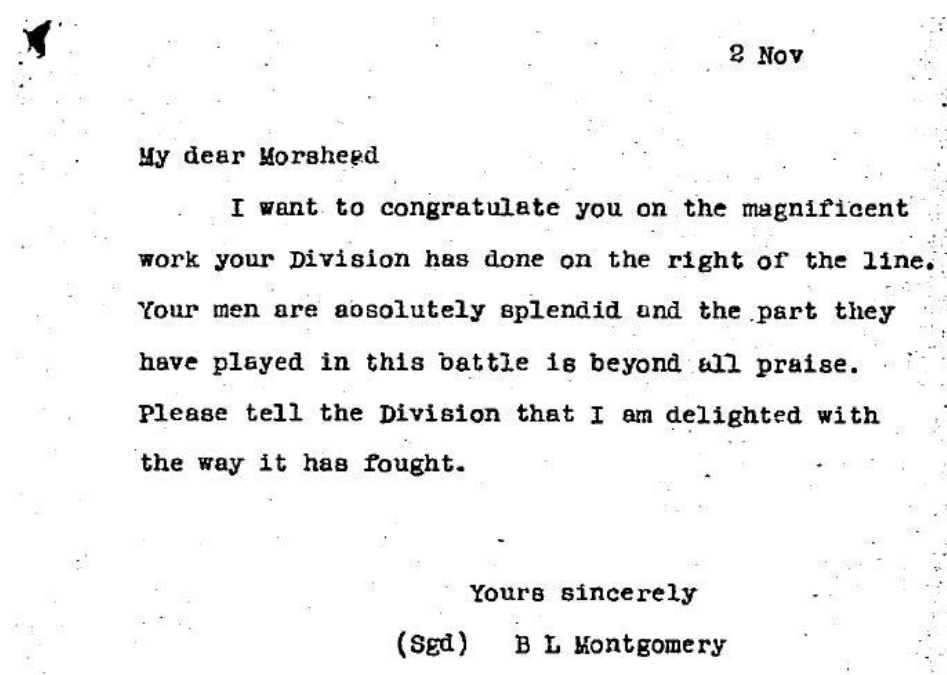 2 Nov
My dear Morshead
I want to congratulate you on the magnificent
work your Division has done on the right of the line.
Your men are absolutely splendid and the part they
have played in this battle is beyond all praise.
Please tell the Division that I am delighted with
the way it has fought.
Yours sincerely
(Sgd) B L Montgomery